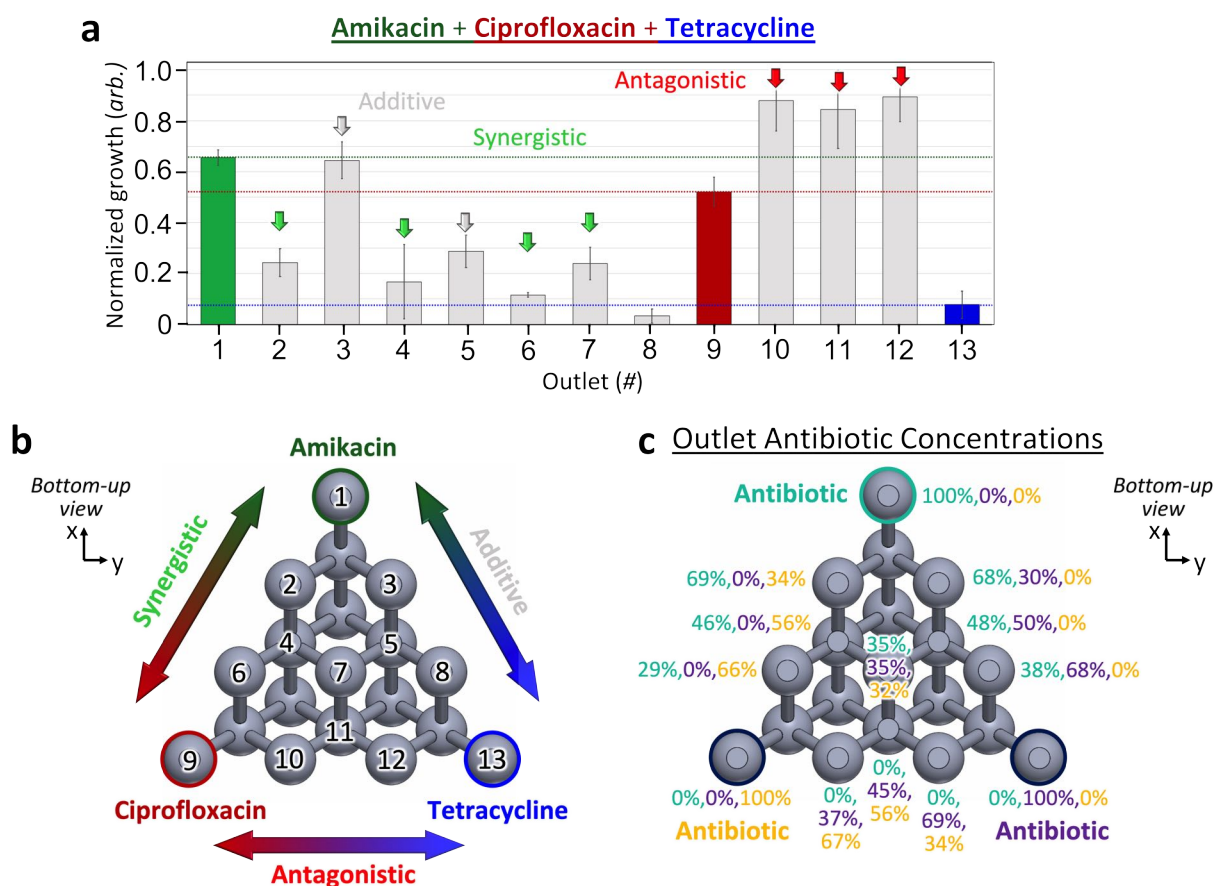 a
Amikacin + Ciprofloxacin + Tetracycline
Normalized growth (arb.)
1.0
0.8
0.6
0.4
0.2
0
Additive
Synergistic
Antagonistic
1 2 3 4 5 6 7 8 9 10 11 12 13
Outlet (#)
b
Bottom-up
view
x
y
Amikacin
Synergistic
Additive
1
2 3
4 5
6 7 8
11
9 10 12 13
Ciprofloxacin
Tetracycline
Antagonistic
c
Outlet Antibiotic Concentrations
Bottom-up
view
x
y
Antibiotic
100%,0%,0%
69%,0%,34%
68%,30%,0%
46%,0%,56%
48%,50%,0%
35%,
35%,
32%
29%,0%,66%
38%,68%,0%
0%,0%,100%
Antibiotic
0%,
37%,
67%
0%,
45%,
56%
0%,
69%,
34%
0%,100%,0%
Antibiotic